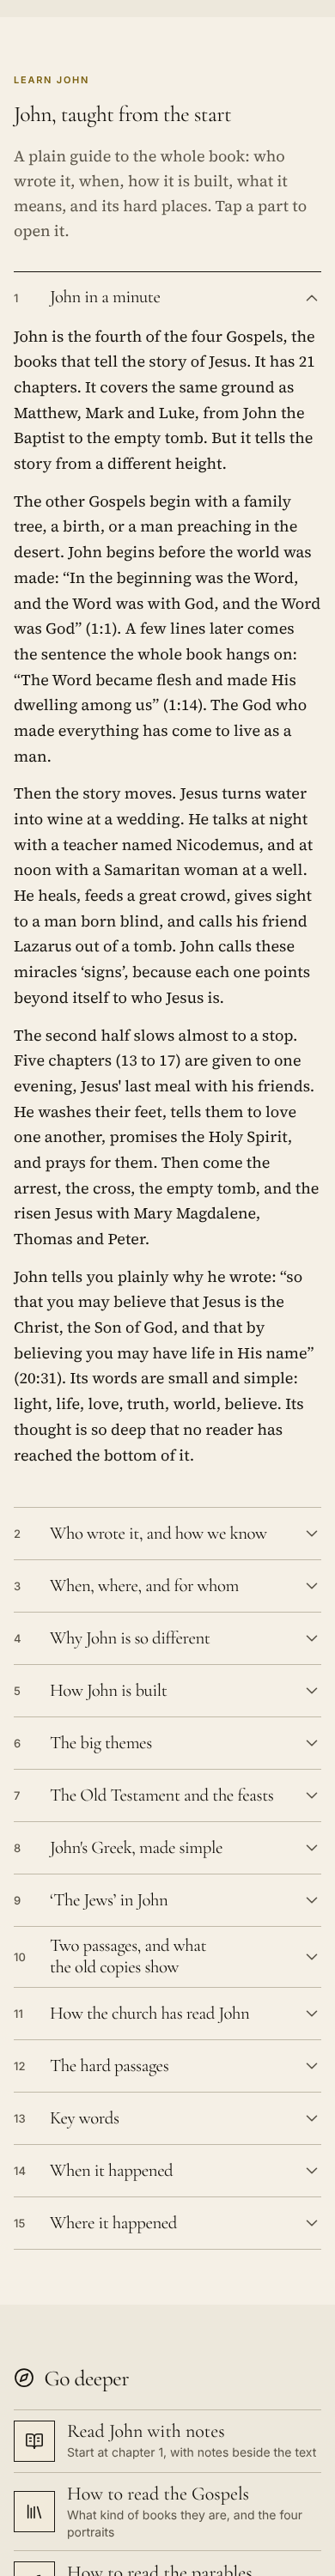 LEARN JOHN
John, taught from the start
A plain guide to the whole book: who
wrote it, when, how it is built, what it
means, and its hard places. Tap a part to
open it.
1 John in a minute
John is the fourth of the four Gospels, the
books that tell the story of Jesus. It has 21
chapters. It covers the same ground as
Matthew, Mark and Luke, from John the
Baptist to the empty tomb. But it tells the
story from a different height.
The other Gospels begin with a family
tree, a birth, or a man preaching in the
desert. John begins before the world was
made: “In the beginning was the Word,
and the Word was with God, and the Word
was God” (1:1). A few lines later comes
the sentence the whole book hangs on:
“The Word became flesh and made His
dwelling among us” (1:14). The God who
made everything has come to live as a
man.
Then the story moves. Jesus turns water
into wine at a wedding. He talks at night
with a teacher named Nicodemus, and at
noon with a Samaritan woman at a well.
He heals, feeds a great crowd, gives sight
to a man born blind, and calls his friend
Lazarus out of a tomb. John calls these
miracles ‘signs’, because each one points
beyond itself to who Jesus is.
The second half slows almost to a stop.
Five chapters (13 to 17) are given to one
evening, Jesus' last meal with his friends.
He washes their feet, tells them to love
one another, promises the Holy Spirit,
and prays for them. Then come the
arrest, the cross, the empty tomb, and the
risen Jesus with Mary Magdalene,
Thomas and Peter.
John tells you plainly why he wrote: “so
that you may believe that Jesus is the
Christ, the Son of God, and that by
believing you may have life in His name”
(20:31). Its words are small and simple:
light, life, love, truth, world, believe. Its
thought is so deep that no reader has
reached the bottom of it.
2 Who wrote it, and how we know
3 When, where, and for whom
4 Why John is so different
5 How John is built
6 The big themes
7 The Old Testament and the feasts
8 John's Greek, made simple
9 ‘The Jews’ in John
10 Two passages, and what
the old copies show
11 How the church has read John
12 The hard passages
13 Key words
14 When it happened
15 Where it happened
Go deeper
Read John with notes
Start at chapter 1, with notes beside the text
How to read the Gospels
What kind of books they are, and the four
portraits
How to read the parables